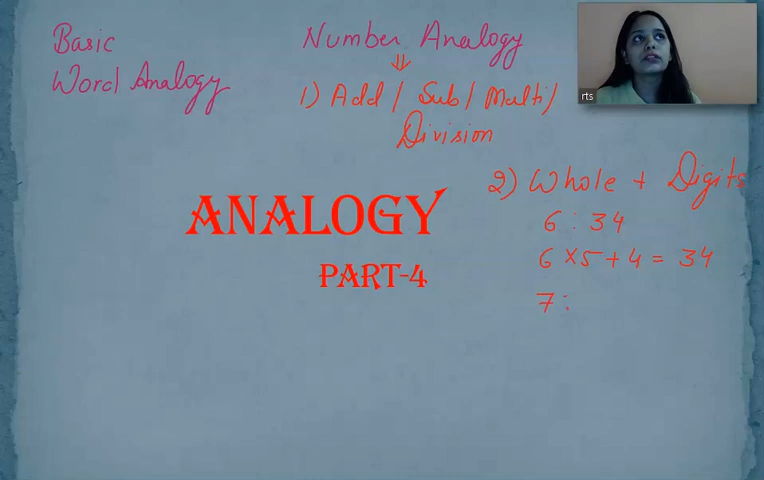 Basic
Word Analogy
Number Analogy
⇓
1) Add / Sub / Multi /
Division
2) Whole + Digits
6 : 34
6 × 5 + 4 = 34
7 :
ANALOGY
PART-4
rts